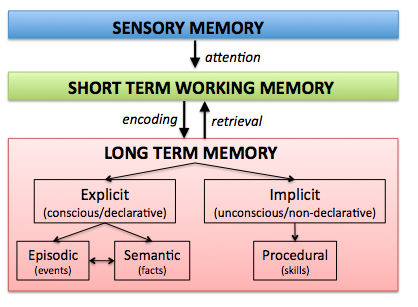 SENSORY MEMORY
attention
SHORT TERM WORKING MEMORY
encoding
retrieval
LONG TERM MEMORY
Explicit
(conscious/declarative)
Implicit
(unconscious/non-declarative)
Episodic
(events)
Semantic
(facts)
Procedural
(skills)